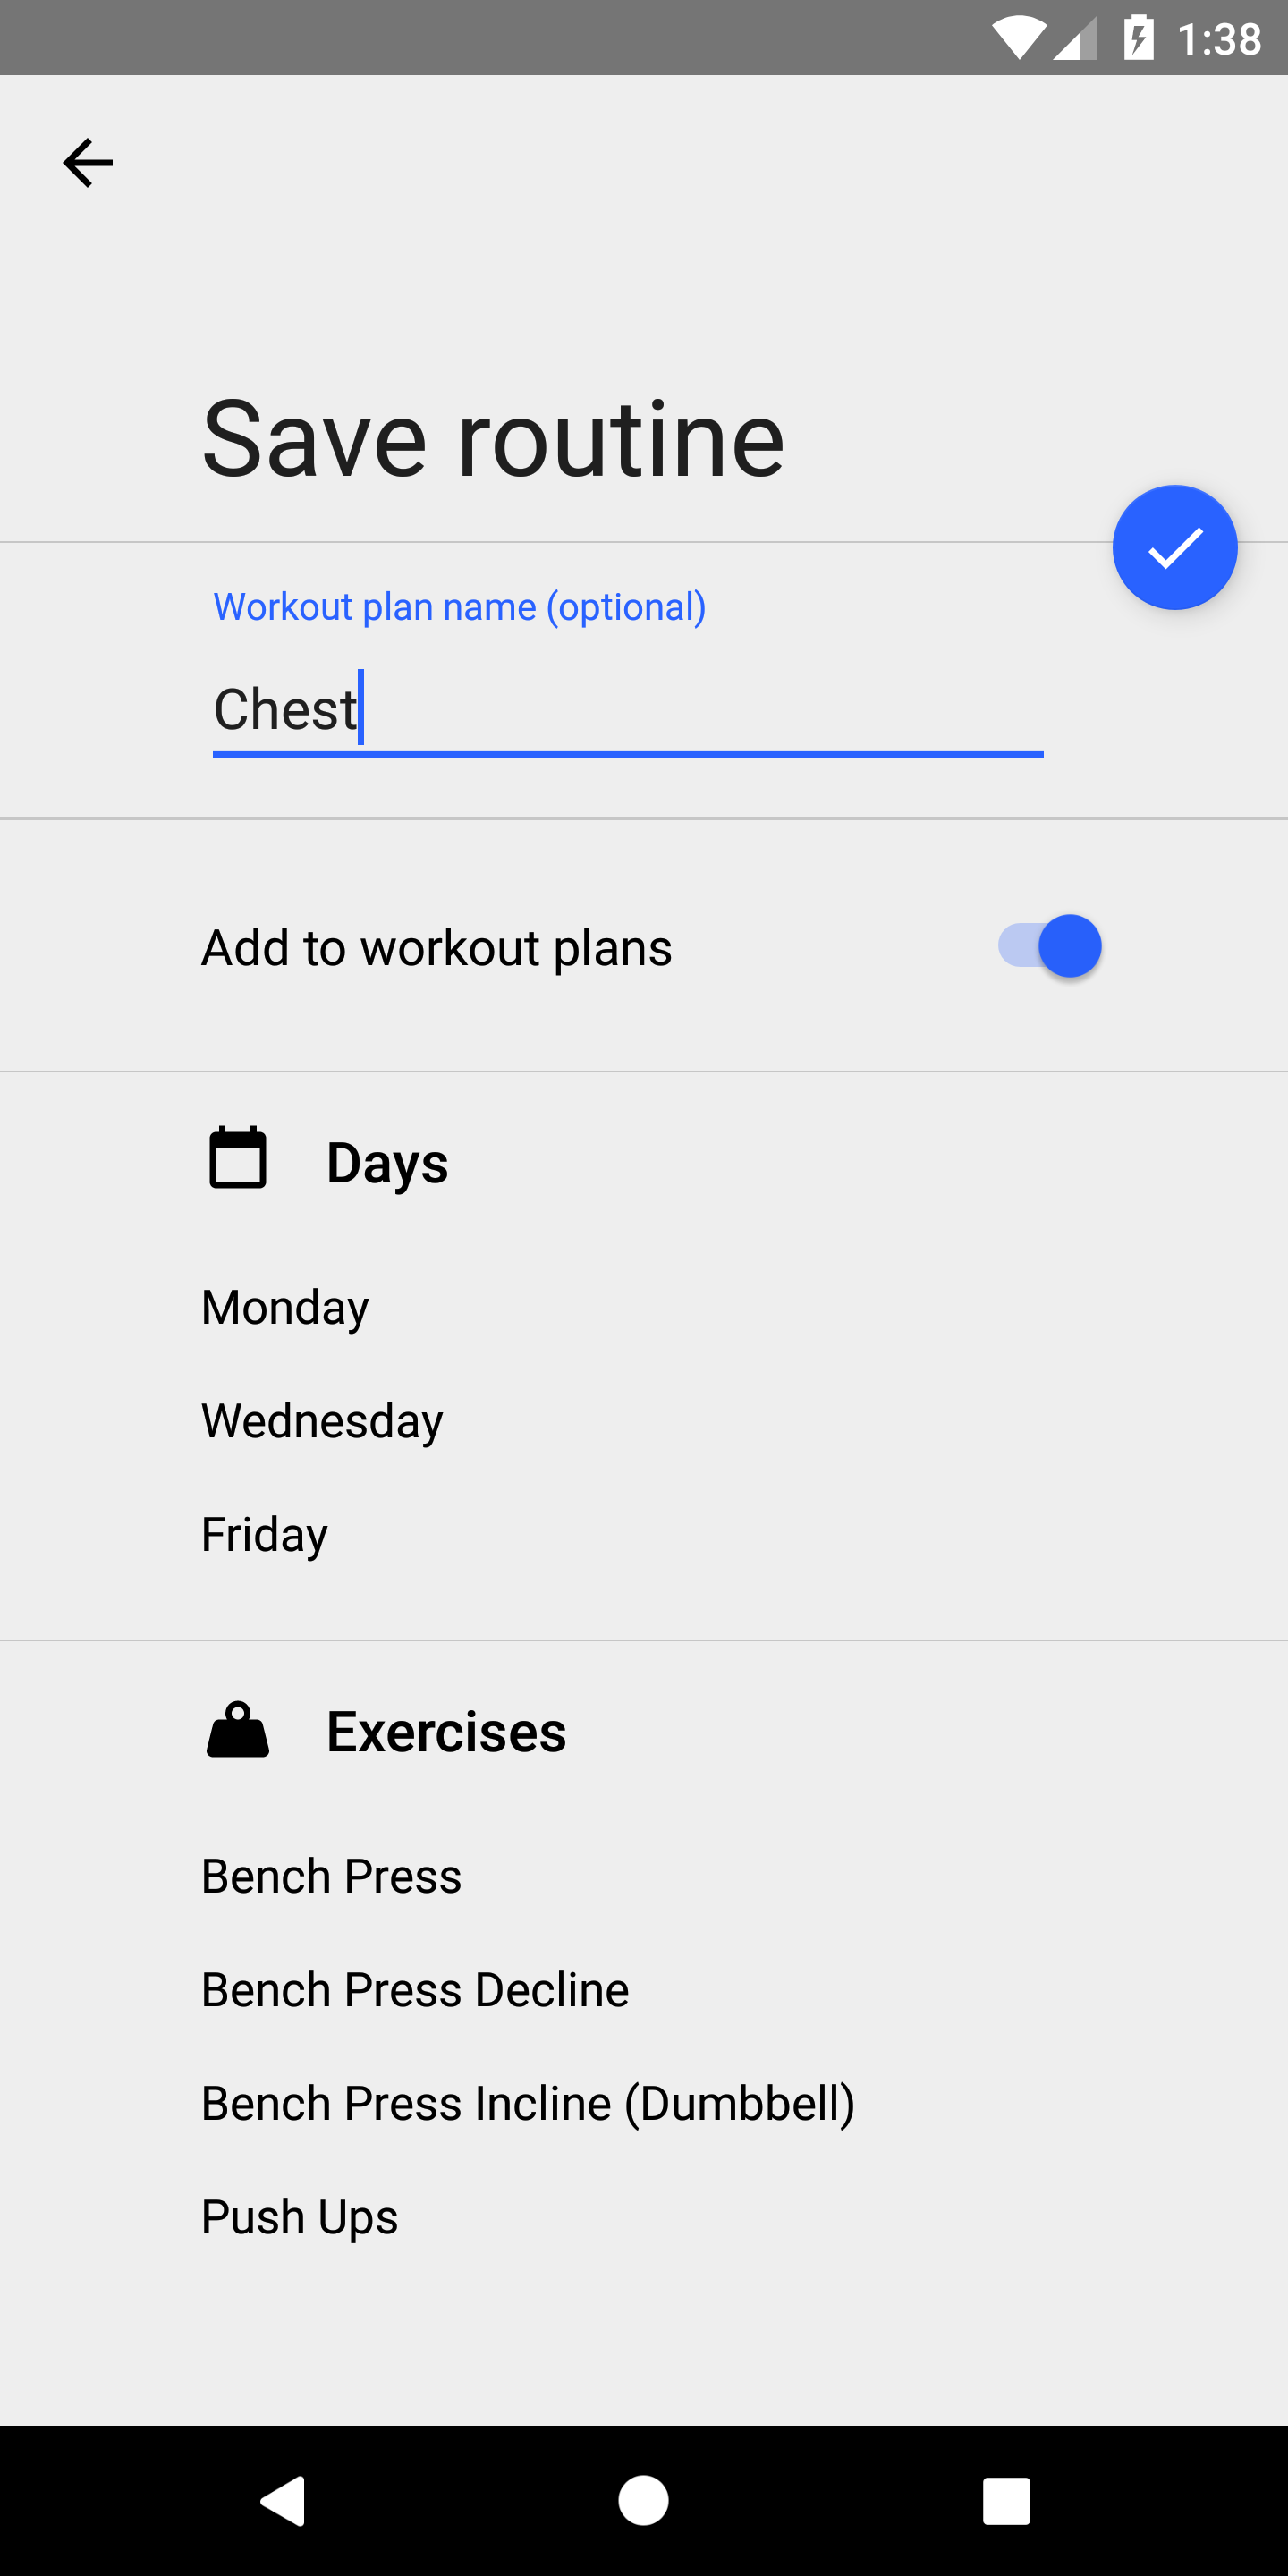 1:38
Save routine
Workout plan name (optional)
Chest
Add to workout plans
Days
Monday
Wednesday
Friday
Exercises
Bench Press
Bench Press Decline
Bench Press Incline (Dumbbell)
Push Ups